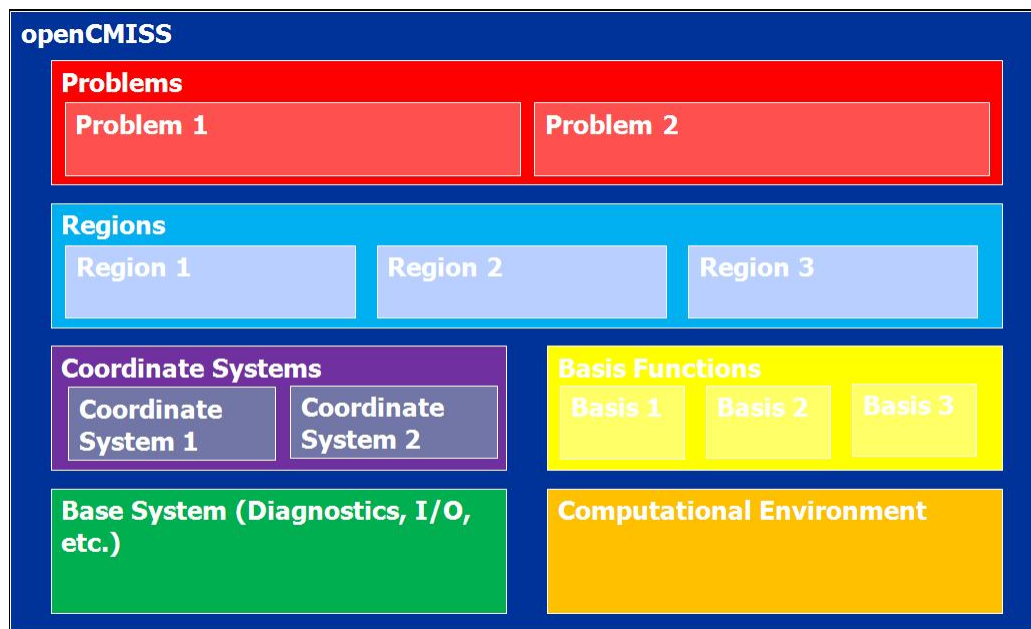 openCMISS
Problems
Problem 1
Problem 2
Regions
Region 1
Region 2
Region 3
Coordinate Systems
Coordinate
System 1
Coordinate
System 2
Basis Functions
Basis 1
Basis 2
Basis 3
Base System (Diagnostics, I/O,
etc.)
Computational Environment